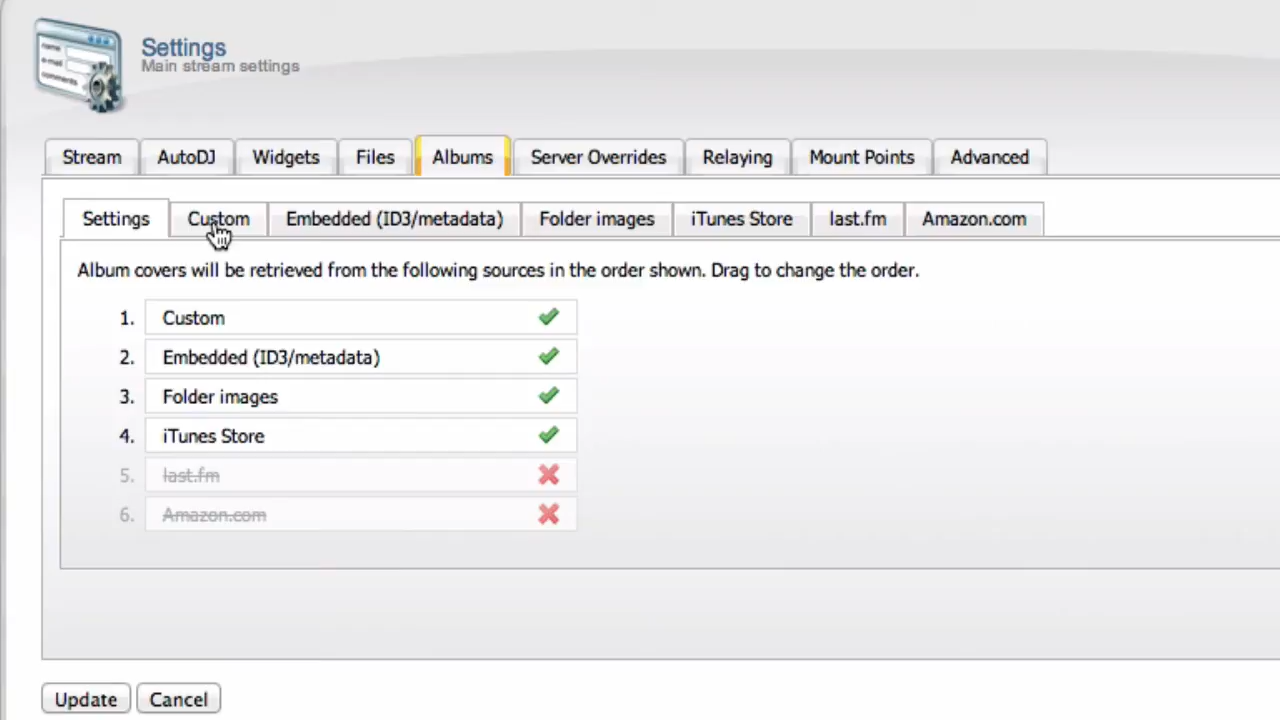 Settings
Main stream settings
Stream AutoDJ Widgets Files Albums Server Overrides Relaying Mount Points Advanced
Settings Custom Embedded (ID3/metadata) Folder images iTunes Store last.fm Amazon.com
Album covers will be retrieved from the following sources in the order shown. Drag to change the order.
1. Custom
2. Embedded (ID3/metadata)
3. Folder images
4. iTunes Store
5. last.fm
6. Amazon.com
Update Cancel